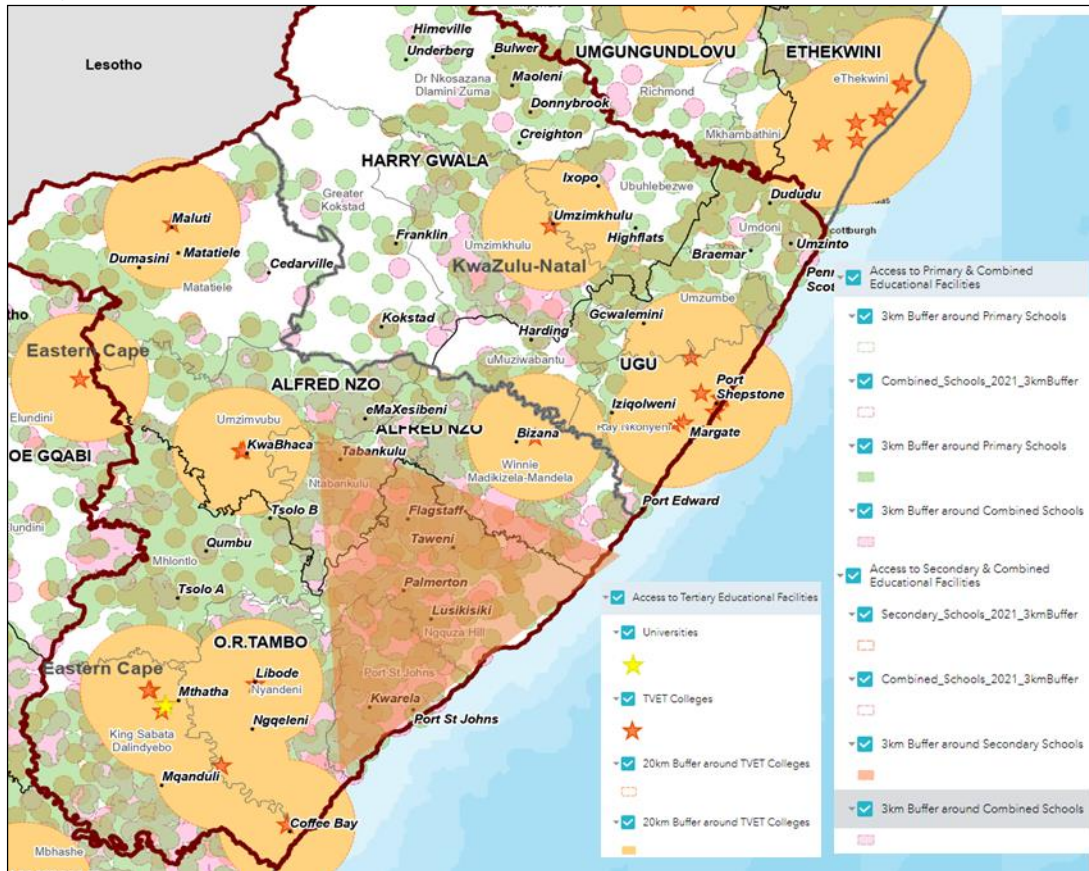 Himeville
Underberg
Bulwer
UMGUNGUNDLOVU
ETHEKWINI
Lesotho
Dr Nkosazana
Dlamini Zuma
Maoleni
Richmond
eThekwini
Donnybrook
Mkhambathini
Creighton
HARRY GWALA
Ixopo
Ubuhlebezwe
Greater
Kokstad
Dududu
Maluti
Umzimkhulu
Umdoni
Franklin
Umzimkhulu
Highflats
Umzinto
cottburgh
Matatiele
Dumasini
Cedarville
KwaZulu-Natal
Braemar
Penn
Scot
Matatiele
Umzumbe
Gcwalemini
Kokstad
Harding
uMuziwabantu
Eastern Cape
UGU
ALFRED NZO
Port
Shepstone
Elundini
Umzimvubu
eMaXesibeni
Iziqolweni
ALFRED NZO
Bizana
Ray Nkonyeni
Margate
OE GQABI
KwaBhaca
Tabankulu
Winnie
Madikizela-Mandela
Ntabankulu
Port Edward
Tsolo B
Flagstaff
lundini
Qumbu
Taweni
Mhlontlo
Tsolo A
Palmerton
Lusikisiki
Ngquza Hill
O.R.TAMBO
Eastern Cape
Libode
Nyandeni
Port St Johns
Mthatha
Kwarela
Port St Johns
King Sabata
Dalindyebo
Ngqeleni
Mqanduli
Coffee Bay
Mbhashe
Access to Tertiary Educational Facilities
Universities
TVET Colleges
20km Buffer around TVET Colleges
20km Buffer around TVET Colleges
Access to Primary & Combined
Educational Facilities
3km Buffer around Primary Schools
Combined_Schools_2021_3kmBuffer
3km Buffer around Primary Schools
3km Buffer around Combined Schools
Access to Secondary & Combined
Educational Facilities
Secondary_Schools_2021_3kmBuffer
Combined_Schools_2021_3kmBuffer
3km Buffer around Secondary Schools
3km Buffer around Combined Schools